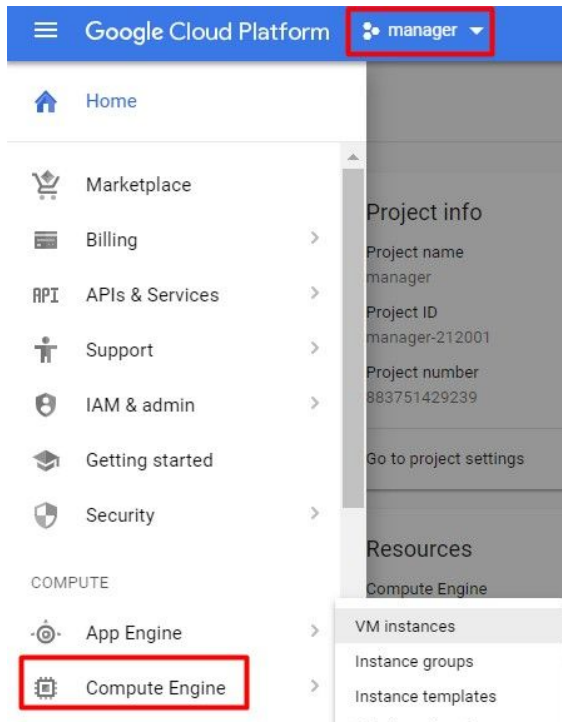 Google Cloud Platform
manager
Home
Marketplace
Billing
API APIs & Services
Support
IAM & admin
Getting started
Security
COMPUTE
App Engine
Compute Engine
Project info
Project name
manager
Project ID
manager-212001
Project number
883751429239
Go to project settings
Resources
Compute Engine
VM instances
Instance groups
Instance templates